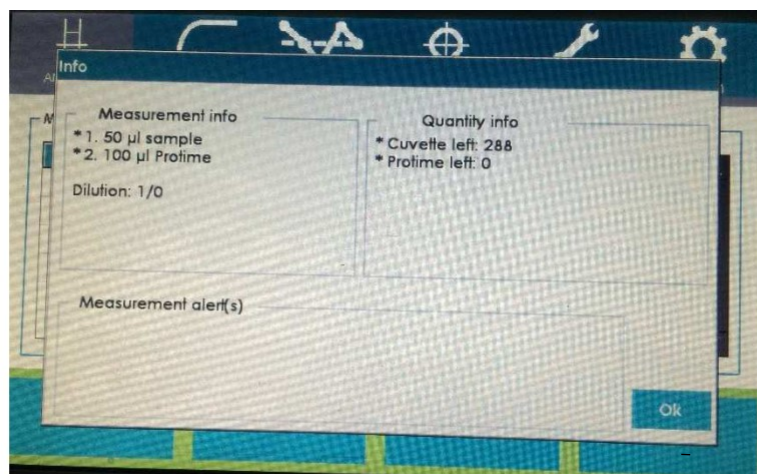 Info
Measurement info
* 1. 50 µl sample
* 2. 100 µl Protime
Dilution: 1/0
Quantity info
* Cuvette left: 288
* Protime left: 0
Measurement alert(s)
Ok